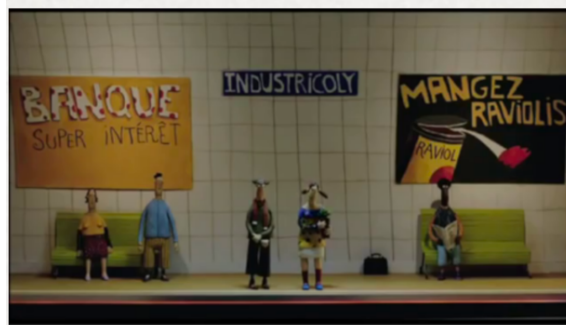 BANQUE
SUPER INTÉRÊT
INDUSTRICOLY
MANGEZ
RAVIOLIS
RAVIOL